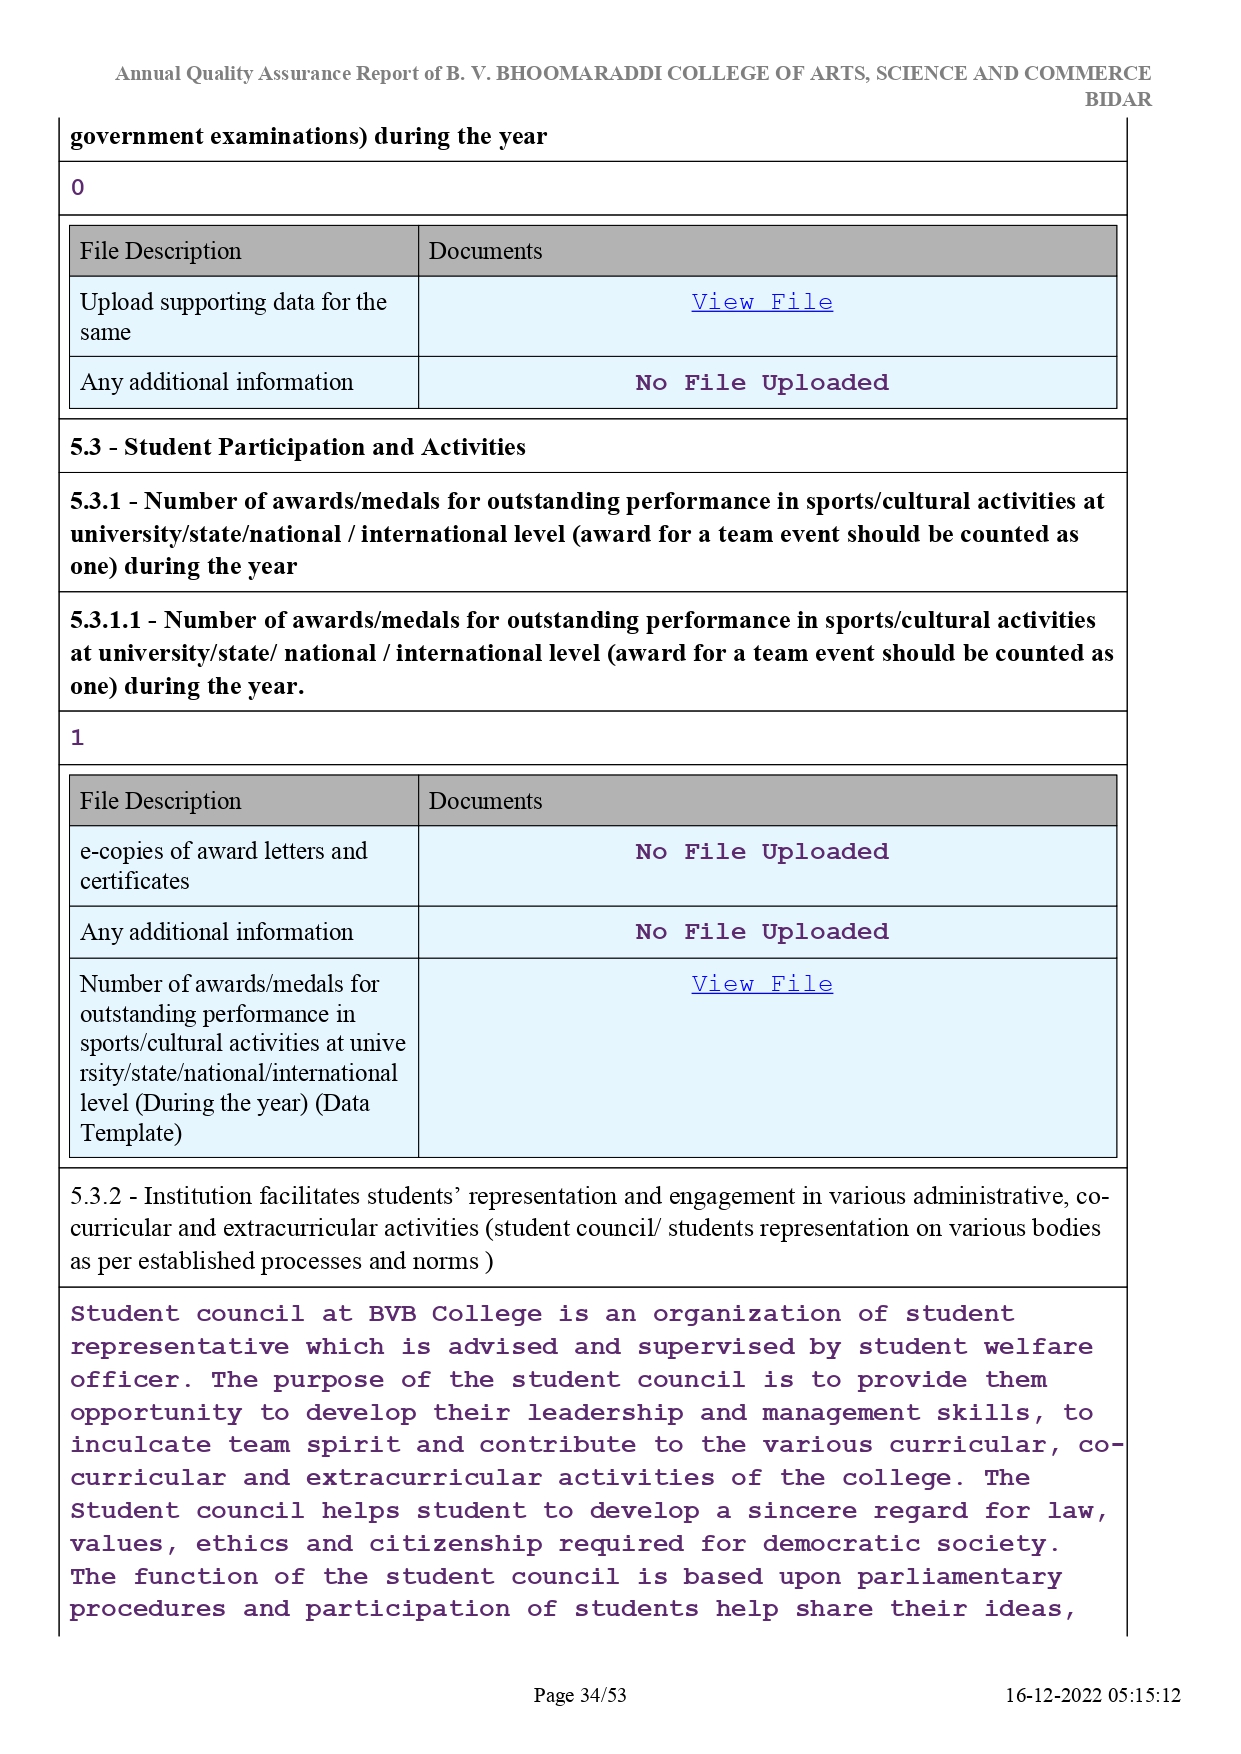 Annual Quality Assurance Report of B. V. BHOOMARADDI COLLEGE OF ARTS, SCIENCE AND COMMERCE
BIDAR
government examinations) during the year
0
File Description Documents
Upload supporting data for the View File
same
Any additional information No File Uploaded
5.3 - Student Participation and Activities
5.3.1 - Number of awards/medals for outstanding performance in sports/cultural activities at
university/state/national / international level (award for a team event should be counted as
one) during the year
5.3.1.1 - Number of awards/medals for outstanding performance in sports/cultural activities
at university/state/ national / international level (award for a team event should be counted as
one) during the year.
1
File Description Documents
e-copies of award letters and No File Uploaded
certificates
Any additional information No File Uploaded
Number of awards/medals for View File
outstanding performance in
sports/cultural activities at unive
rsity/state/national/international
level (During the year) (Data
Template)
5.3.2 - Institution facilitates students’ representation and engagement in various administrative, co-
curricular and extracurricular activities (student council/ students representation on various bodies
as per established processes and norms )
Student council at BVB College is an organization of student
representative which is advised and supervised by student welfare
officer. The purpose of the student council is to provide them
opportunity to develop their leadership and management skills, to
inculcate team spirit and contribute to the various curricular, co-
curricular and extracurricular activities of the college. The
Student council helps student to develop a sincere regard for law,
values, ethics and citizenship required for democratic society.
The function of the student council is based upon parliamentary
procedures and participation of students help share their ideas,
Page 34/53 16-12-2022 05:15:12